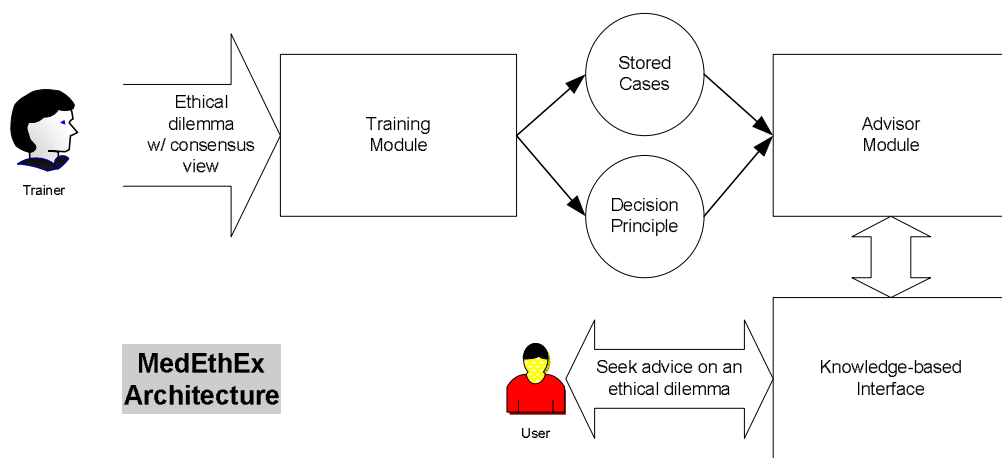 Ethical
dilemma
w/ consensus
view
Trainer
Training
Module
Stored
Cases
Decision
Principle
Advisor
Module
MedEthEx
Architecture
User
Seek advice on an
ethical dilemma
Knowledge-based
Interface